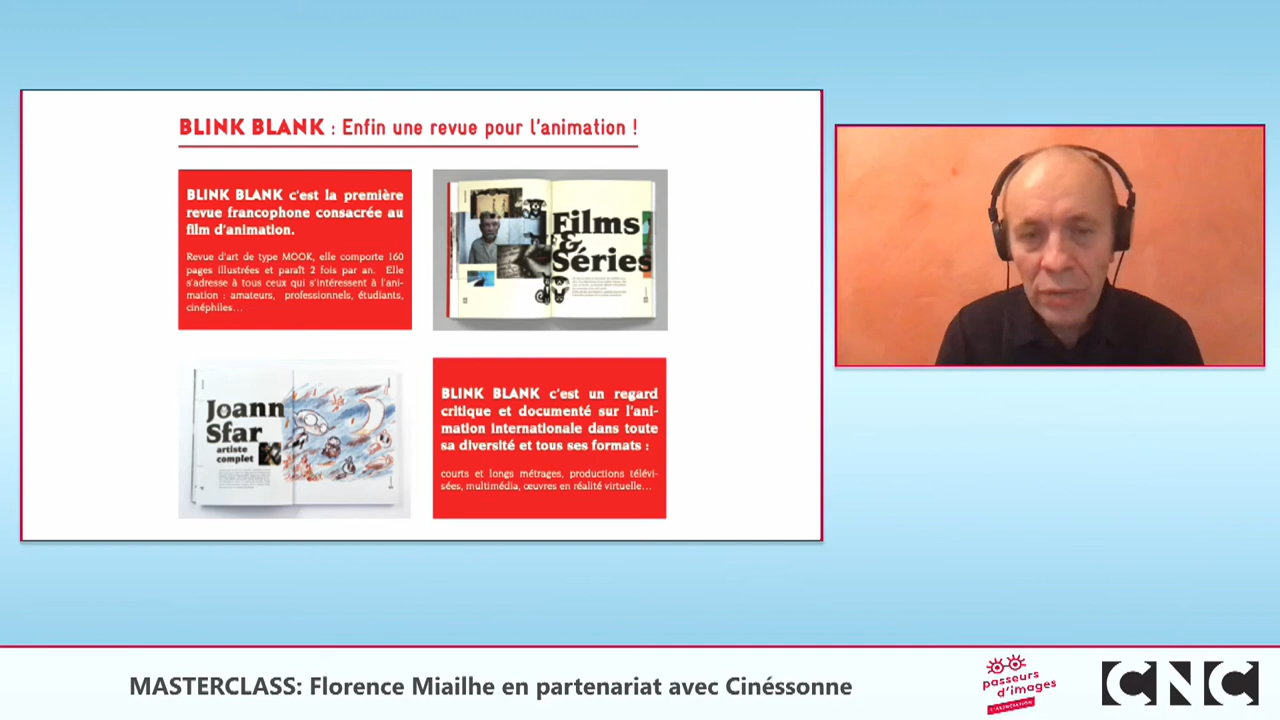 BLINK BLANK : Enfin une revue pour l'animation !
BLINK BLANK c'est la première
revue francophone consacrée au
film d'animation.
Revue d'art de type MOOK, elle comporte 160
pages illustrées et paraît 2 fois par an. Elle
s'adresse à tous ceux qui s'intéressent à l'ani-
mation : amateurs, professionnels, étudiants,
cinéphiles...
Films
&
Séries
Joann
Sfar
artiste
complet
BLINK BLANK c'est un regard
critique et documenté sur l'ani-
mation internationale dans toute
sa diversité et tous ses formats :
courts et longs métrages, productions télévi-
sées, multimédia, œuvres en réalité virtuelle...
MASTERCLASS: Florence Miailhe en partenariat avec Cinéssonne
passeurs
d'images
CNC